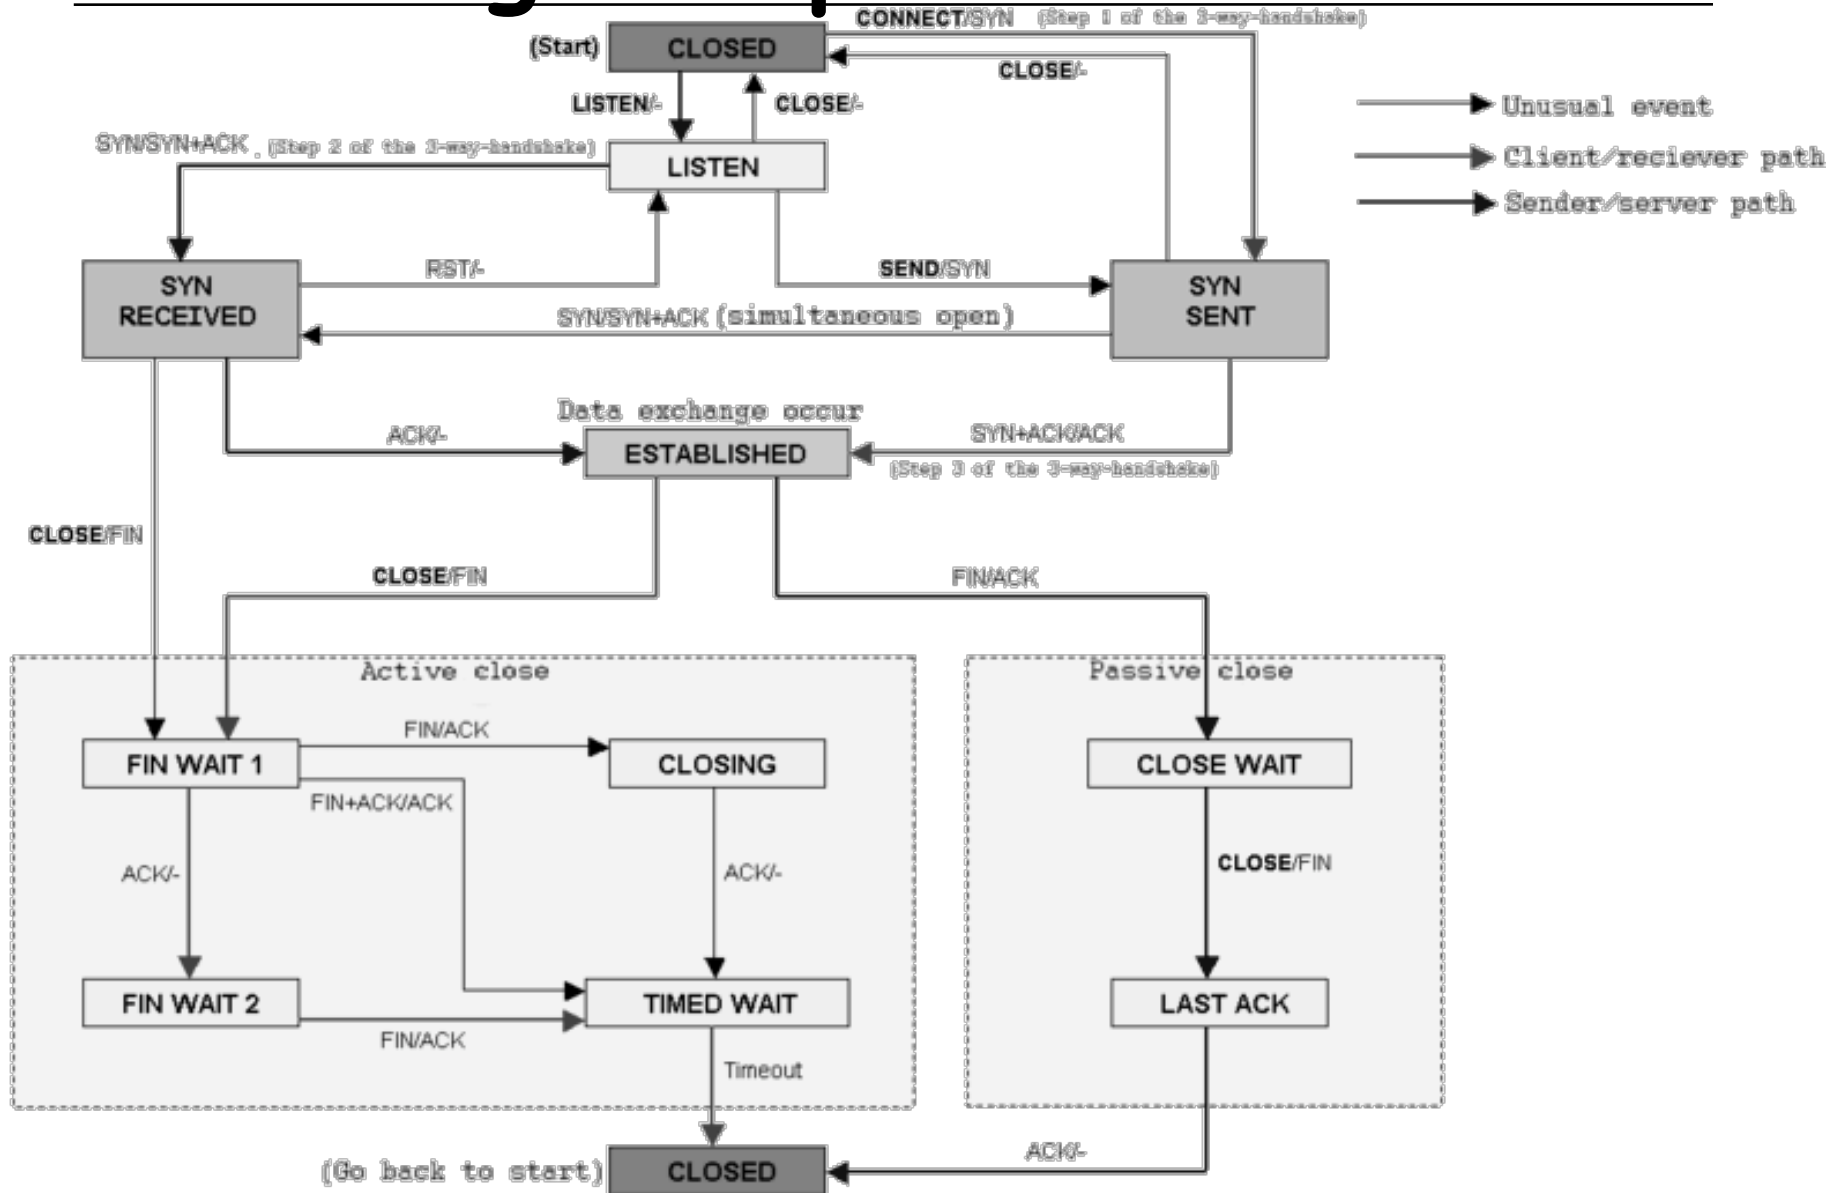 CONNECT/SYN (Step 1 of the 3-way-handshake)
(Start) CLOSED
CLOSE/-
LISTEN/- CLOSE/-
Unusual event
SYN/SYN+ACK (Step 2 of the 3-way-handshake)
Client/reciever path
LISTEN
Sender/server path
RST/- SEND/SYN
SYN
RECEIVED
SYN
SENT
SYN/SYN+ACK (simultaneous open)
Data exchange occur
ACK/- SYN+ACK/ACK
ESTABLISHED
(Step 3 of the 3-way-handshake)
CLOSE/FIN
CLOSE/FIN FIN/ACK
Active close Passive close
FIN/ACK
FIN WAIT 1 CLOSING CLOSE WAIT
FIN+ACK/ACK
CLOSE/FIN
ACK/- ACK/-
FIN WAIT 2 TIMED WAIT LAST ACK
FIN/ACK
Timeout
ACK/-
(Go back to start) CLOSED